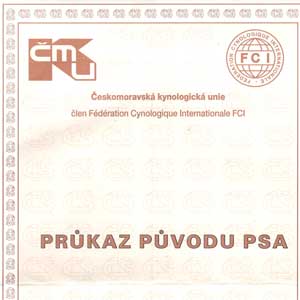 ČMKU
FÉDÉRATION CYNOLOGIQUE INTERNATIONALE
FCI
Českomoravská kynologická unie
člen Fédération Cynologique Internationale FCI
PRŮKAZ PŮVODU PSA